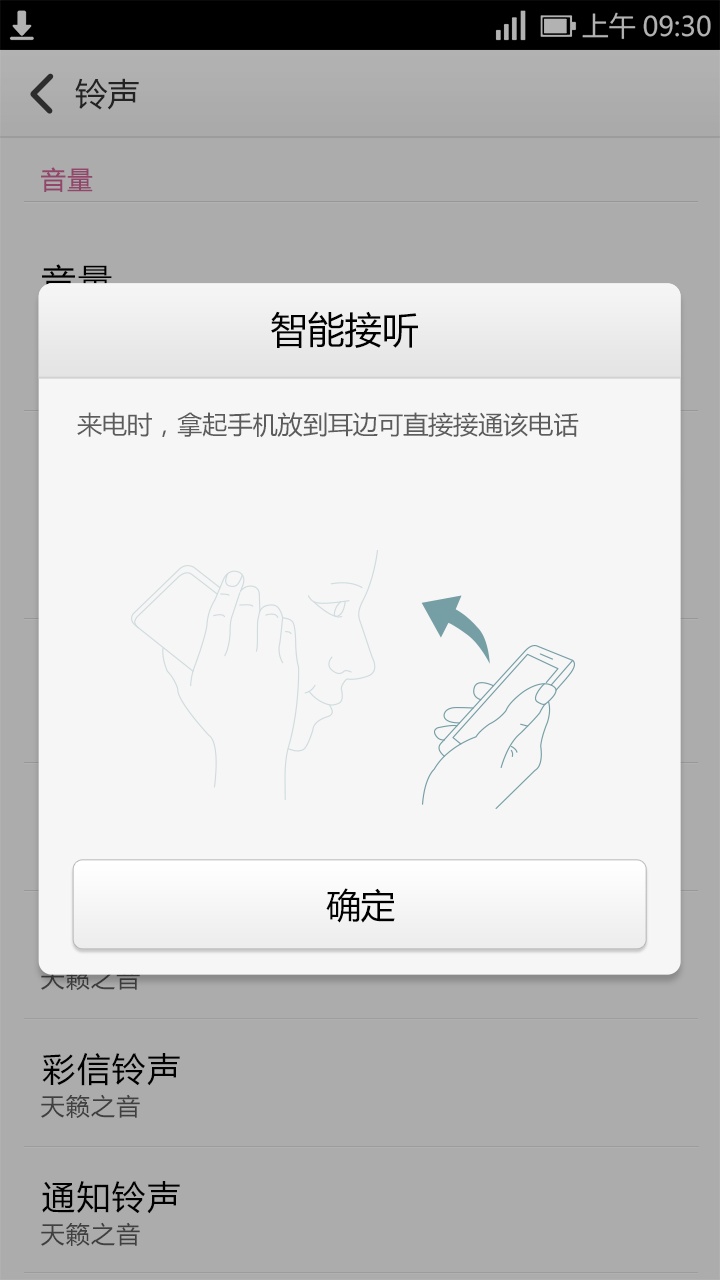 上午 09:30
铃声
音量
音量
智能接听
来电时，拿起手机放到耳边可直接接通该电话
确定
天籁之音
彩信铃声
天籁之音
通知铃声
天籁之音